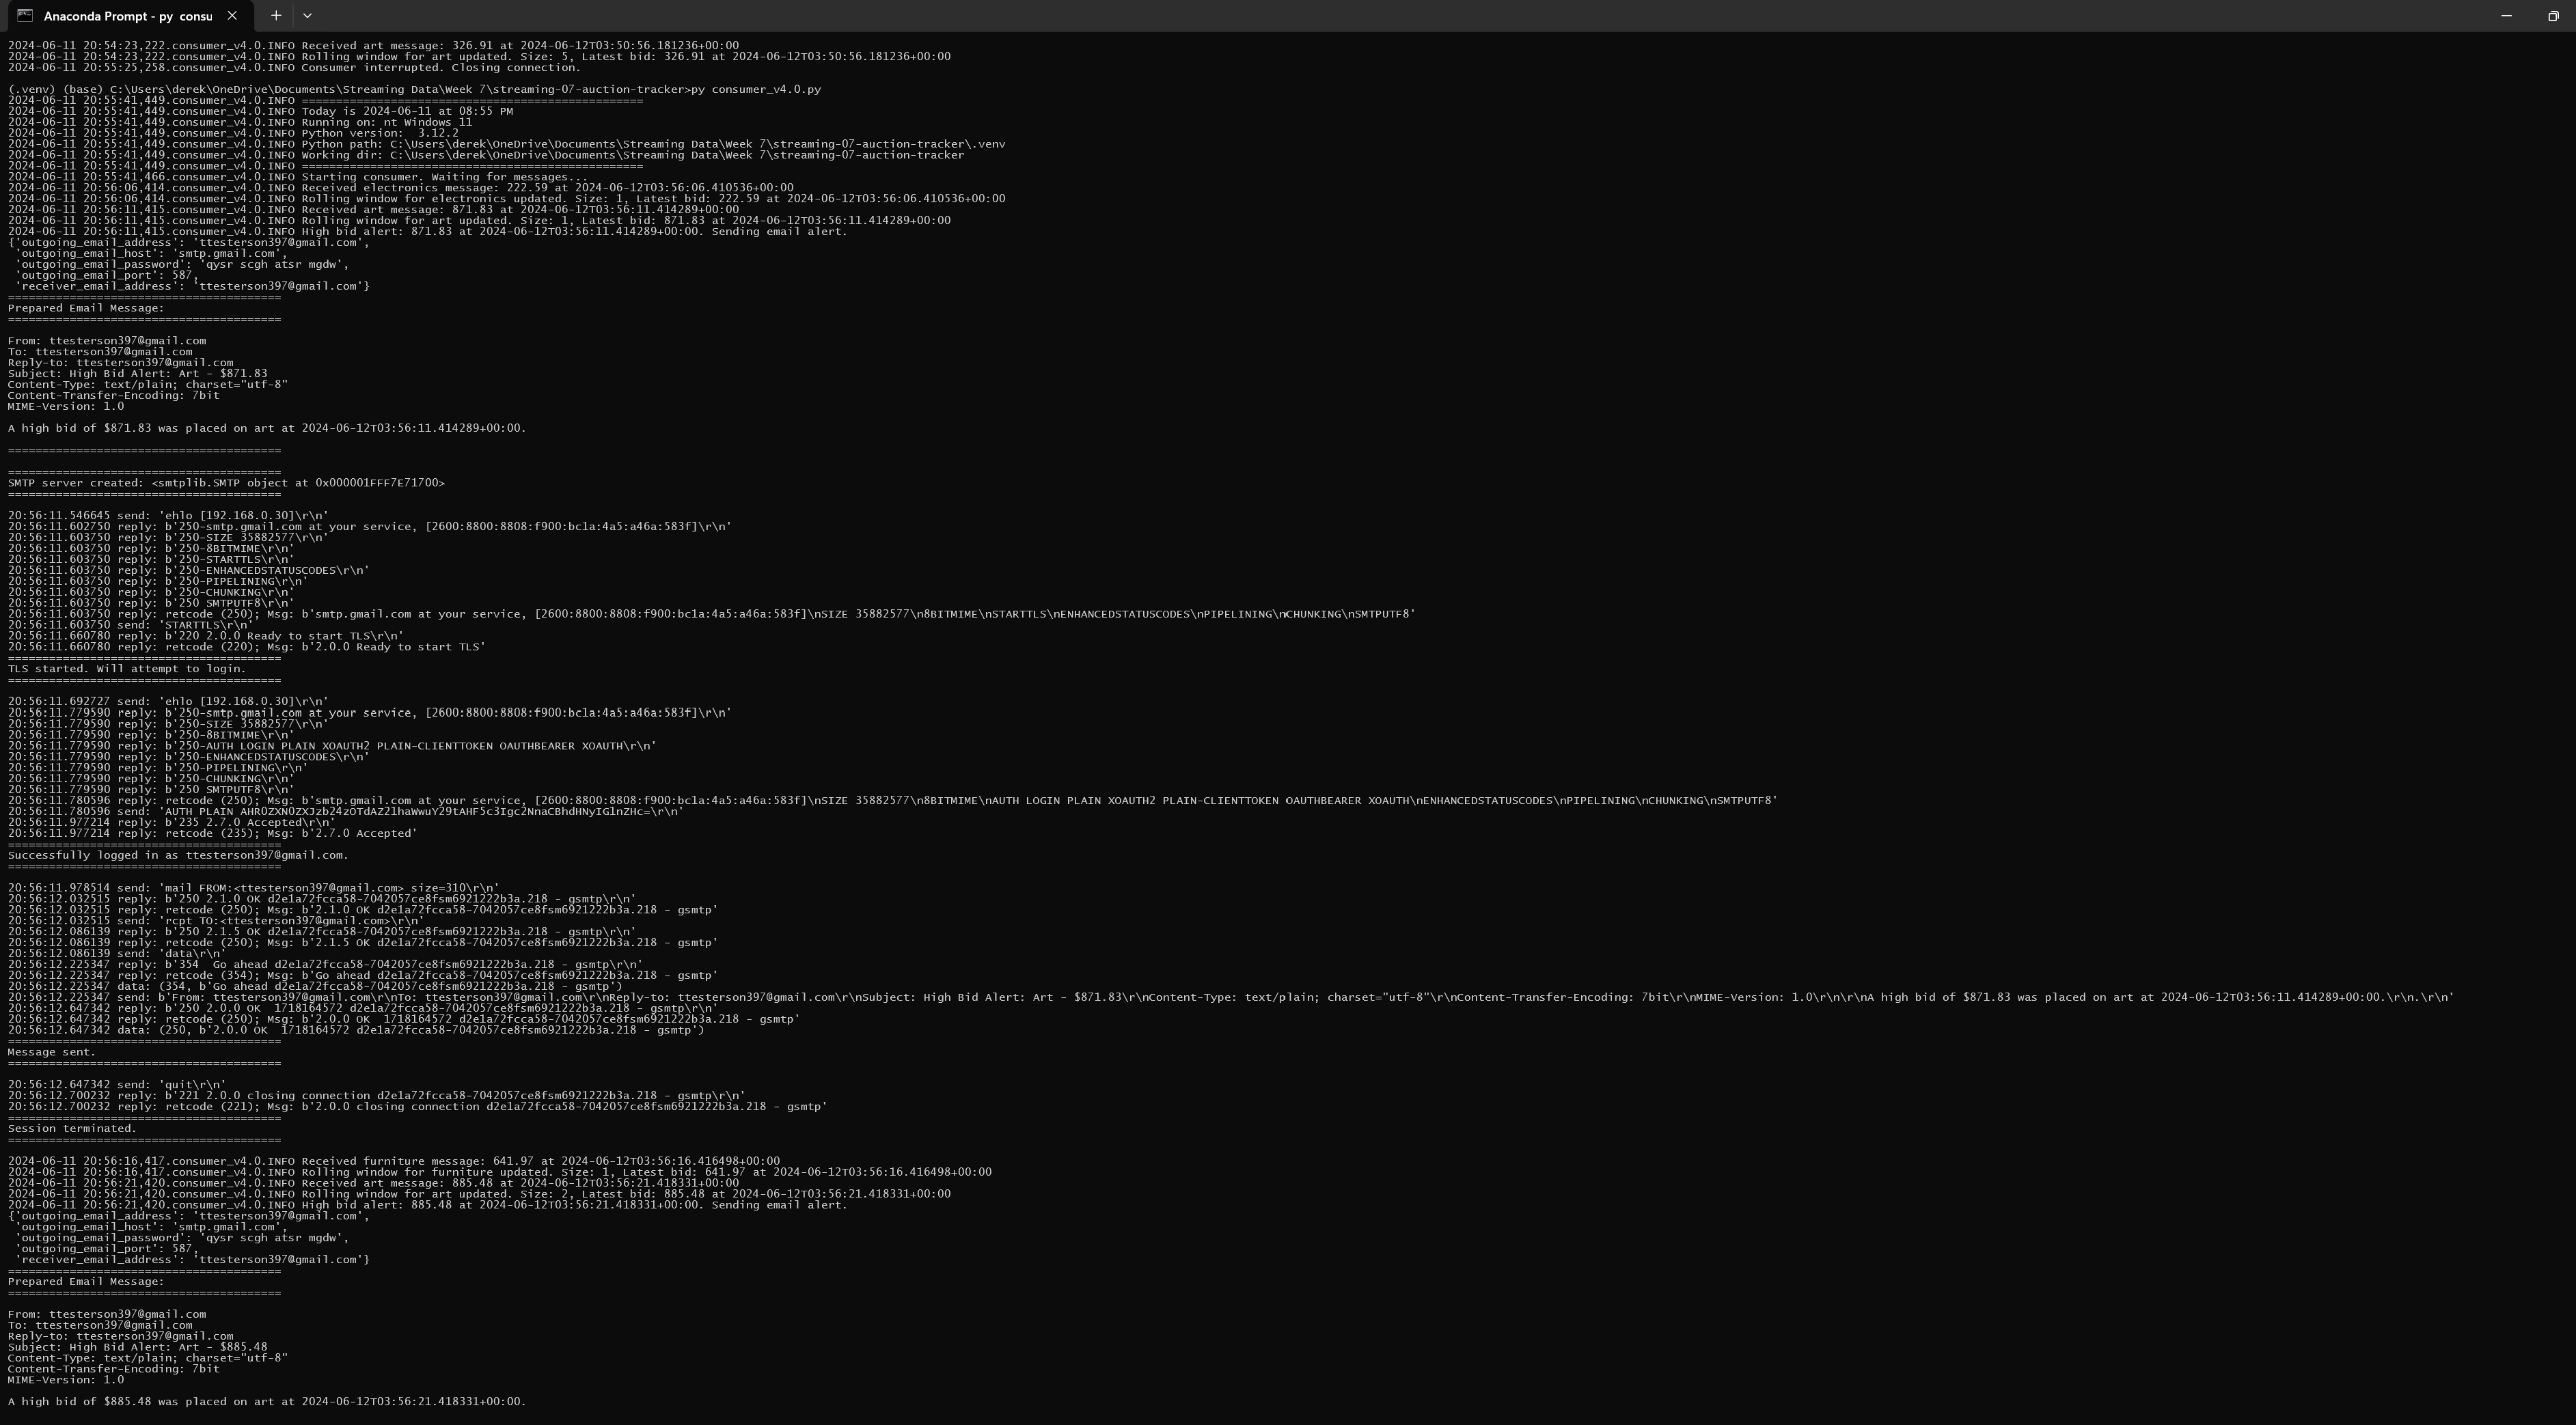 Anaconda Prompt - py consu
2024-06-11 20:54:23,222.consumer_v4.0.INFO Received art message: 326.91 at 2024-06-12T03:50:56.181236+00:00
2024-06-11 20:54:23,222.consumer_v4.0.INFO Rolling window for art updated. Size: 5, Latest bid: 326.91 at 2024-06-12T03:50:56.181236+00:00
2024-06-11 20:55:25,258.consumer_v4.0.INFO Consumer interrupted. Closing connection.
(.venv) (base) C:\Users\derek\OneDrive\Documents\Streaming Data\Week 7\streaming-07-auction-tracker>py consumer_v4.0.py
2024-06-11 20:55:41,449.consumer_v4.0.INFO ==================================================
2024-06-11 20:55:41,449.consumer_v4.0.INFO Today is 2024-06-11 at 08:55 PM
2024-06-11 20:55:41,449.consumer_v4.0.INFO Running on: nt Windows 11
2024-06-11 20:55:41,449.consumer_v4.0.INFO Python version:  3.12.2
2024-06-11 20:55:41,449.consumer_v4.0.INFO Python path: C:\Users\derek\OneDrive\Documents\Streaming Data\Week 7\streaming-07-auction-tracker\.venv
2024-06-11 20:55:41,449.consumer_v4.0.INFO Working dir: C:\Users\derek\OneDrive\Documents\Streaming Data\Week 7\streaming-07-auction-tracker
2024-06-11 20:55:41,449.consumer_v4.0.INFO ==================================================
2024-06-11 20:55:41,466.consumer_v4.0.INFO Starting consumer. Waiting for messages...
2024-06-11 20:56:06,414.consumer_v4.0.INFO Received electronics message: 222.59 at 2024-06-12T03:56:06.410536+00:00
2024-06-11 20:56:06,414.consumer_v4.0.INFO Rolling window for electronics updated. Size: 1, Latest bid: 222.59 at 2024-06-12T03:56:06.410536+00:00
2024-06-11 20:56:11,415.consumer_v4.0.INFO Received art message: 871.83 at 2024-06-12T03:56:11.414289+00:00
2024-06-11 20:56:11,415.consumer_v4.0.INFO Rolling window for art updated. Size: 1, Latest bid: 871.83 at 2024-06-12T03:56:11.414289+00:00
2024-06-11 20:56:11,415.consumer_v4.0.INFO High bid alert: 871.83 at 2024-06-12T03:56:11.414289+00:00. Sending email alert.
{'outgoing_email_address': 'ttesterson397@gmail.com',
 'outgoing_email_host': 'smtp.gmail.com',
 'outgoing_email_password': 'qysr scgh atsr mgdw',
 'outgoing_email_port': 587,
 'receiver_email_address': 'ttesterson397@gmail.com'}
========================================
Prepared Email Message:
========================================
From: ttesterson397@gmail.com
To: ttesterson397@gmail.com
Reply-to: ttesterson397@gmail.com
Subject: High Bid Alert: Art - $871.83
Content-Type: text/plain; charset="utf-8"
Content-Transfer-Encoding: 7bit
MIME-Version: 1.0
A high bid of $871.83 was placed on art at 2024-06-12T03:56:11.414289+00:00.
========================================
========================================
SMTP server created: <smtplib.SMTP object at 0x000001FFF7E71700>
========================================
20:56:11.546645 send: 'ehlo [192.168.0.30]\r\n'
20:56:11.602750 reply: b'250-smtp.gmail.com at your service, [2600:8800:8808:f900:bc1a:4a5:a46a:583f]\r\n'
20:56:11.603750 reply: b'250-SIZE 35882577\r\n'
20:56:11.603750 reply: b'250-8BITMIME\r\n'
20:56:11.603750 reply: b'250-STARTTLS\r\n'
20:56:11.603750 reply: b'250-ENHANCEDSTATUSCODES\r\n'
20:56:11.603750 reply: b'250-PIPELINING\r\n'
20:56:11.603750 reply: b'250-CHUNKING\r\n'
20:56:11.603750 reply: b'250 SMTPUTF8\r\n'
20:56:11.603750 reply: retcode (250); Msg: b'smtp.gmail.com at your service, [2600:8800:8808:f900:bc1a:4a5:a46a:583f]\nSIZE 35882577\n8BITMIME\nSTARTTLS\nENHANCEDSTATUSCODES\nPIPELINING\nCHUNKING\nSMTPUTF8'
20:56:11.603750 send: 'STARTTLS\r\n'
20:56:11.660780 reply: b'220 2.0.0 Ready to start TLS\r\n'
20:56:11.660780 reply: retcode (220); Msg: b'2.0.0 Ready to start TLS'
========================================
TLS started. Will attempt to login.
========================================
20:56:11.692727 send: 'ehlo [192.168.0.30]\r\n'
20:56:11.779590 reply: b'250-smtp.gmail.com at your service, [2600:8800:8808:f900:bc1a:4a5:a46a:583f]\r\n'
20:56:11.779590 reply: b'250-SIZE 35882577\r\n'
20:56:11.779590 reply: b'250-8BITMIME\r\n'
20:56:11.779590 reply: b'250-AUTH LOGIN PLAIN XOAUTH2 PLAIN-CLIENTTOKEN OAUTHBEARER XOAUTH\r\n'
20:56:11.779590 reply: b'250-ENHANCEDSTATUSCODES\r\n'
20:56:11.779590 reply: b'250-PIPELINING\r\n'
20:56:11.779590 reply: b'250-CHUNKING\r\n'
20:56:11.779590 reply: b'250 SMTPUTF8\r\n'
20:56:11.780596 reply: retcode (250); Msg: b'smtp.gmail.com at your service, [2600:8800:8808:f900:bc1a:4a5:a46a:583f]\nSIZE 35882577\n8BITMIME\nAUTH LOGIN PLAIN XOAUTH2 PLAIN-CLIENTTOKEN OAUTHBEARER XOAUTH\nENHANCEDSTATUSCODES\nPIPELINING\nCHUNKING\nSMTPUTF8'
20:56:11.780596 send: 'AUTH PLAIN AHR0ZXN0ZXJzb24zOTdAZ21haWwuY29tAHF5c3Igc2NnaCBhdHNyIG1nZHc=\r\n'
20:56:11.977214 reply: b'235 2.7.0 Accepted\r\n'
20:56:11.977214 reply: retcode (235); Msg: b'2.7.0 Accepted'
========================================
Successfully logged in as ttesterson397@gmail.com.
========================================
20:56:11.978514 send: 'mail FROM:<ttesterson397@gmail.com> size=310\r\n'
20:56:12.032515 reply: b'250 2.1.0 OK d2e1a72fcca58-7042057ce8fsm6921222b3a.218 - gsmtp\r\n'
20:56:12.032515 reply: retcode (250); Msg: b'2.1.0 OK d2e1a72fcca58-7042057ce8fsm6921222b3a.218 - gsmtp'
20:56:12.032515 send: 'rcpt TO:<ttesterson397@gmail.com>\r\n'
20:56:12.086139 reply: b'250 2.1.5 OK d2e1a72fcca58-7042057ce8fsm6921222b3a.218 - gsmtp\r\n'
20:56:12.086139 reply: retcode (250); Msg: b'2.1.5 OK d2e1a72fcca58-7042057ce8fsm6921222b3a.218 - gsmtp'
20:56:12.086139 send: 'data\r\n'
20:56:12.225347 reply: b'354  Go ahead d2e1a72fcca58-7042057ce8fsm6921222b3a.218 - gsmtp\r\n'
20:56:12.225347 reply: retcode (354); Msg: b'Go ahead d2e1a72fcca58-7042057ce8fsm6921222b3a.218 - gsmtp'
20:56:12.225347 data: (354, b'Go ahead d2e1a72fcca58-7042057ce8fsm6921222b3a.218 - gsmtp')
20:56:12.225347 send: b'From: ttesterson397@gmail.com\r\nTo: ttesterson397@gmail.com\r\nReply-to: ttesterson397@gmail.com\r\nSubject: High Bid Alert: Art - $871.83\r\nContent-Type: text/plain; charset="utf-8"\r\nContent-Transfer-Encoding: 7bit\r\nMIME-Version: 1.0\r\n\r\nA high bid of $871.83 was placed on art at 2024-06-12T03:56:11.414289+00:00.\r\n.\r\n'
20:56:12.647342 reply: b'250 2.0.0 OK  1718164572 d2e1a72fcca58-7042057ce8fsm6921222b3a.218 - gsmtp\r\n'
20:56:12.647342 reply: retcode (250); Msg: b'2.0.0 OK  1718164572 d2e1a72fcca58-7042057ce8fsm6921222b3a.218 - gsmtp'
20:56:12.647342 data: (250, b'2.0.0 OK  1718164572 d2e1a72fcca58-7042057ce8fsm6921222b3a.218 - gsmtp')
========================================
Message sent.
========================================
20:56:12.647342 send: 'quit\r\n'
20:56:12.700232 reply: b'221 2.0.0 closing connection d2e1a72fcca58-7042057ce8fsm6921222b3a.218 - gsmtp\r\n'
20:56:12.700232 reply: retcode (221); Msg: b'2.0.0 closing connection d2e1a72fcca58-7042057ce8fsm6921222b3a.218 - gsmtp'
========================================
Session terminated.
========================================
2024-06-11 20:56:16,417.consumer_v4.0.INFO Received furniture message: 641.97 at 2024-06-12T03:56:16.416498+00:00
2024-06-11 20:56:16,417.consumer_v4.0.INFO Rolling window for furniture updated. Size: 1, Latest bid: 641.97 at 2024-06-12T03:56:16.416498+00:00
2024-06-11 20:56:21,420.consumer_v4.0.INFO Received art message: 885.48 at 2024-06-12T03:56:21.418331+00:00
2024-06-11 20:56:21,420.consumer_v4.0.INFO Rolling window for art updated. Size: 2, Latest bid: 885.48 at 2024-06-12T03:56:21.418331+00:00
2024-06-11 20:56:21,420.consumer_v4.0.INFO High bid alert: 885.48 at 2024-06-12T03:56:21.418331+00:00. Sending email alert.
{'outgoing_email_address': 'ttesterson397@gmail.com',
 'outgoing_email_host': 'smtp.gmail.com',
 'outgoing_email_password': 'qysr scgh atsr mgdw',
 'outgoing_email_port': 587,
 'receiver_email_address': 'ttesterson397@gmail.com'}
========================================
Prepared Email Message:
========================================
From: ttesterson397@gmail.com
To: ttesterson397@gmail.com
Reply-to: ttesterson397@gmail.com
Subject: High Bid Alert: Art - $885.48
Content-Type: text/plain; charset="utf-8"
Content-Transfer-Encoding: 7bit
MIME-Version: 1.0
A high bid of $885.48 was placed on art at 2024-06-12T03:56:21.418331+00:00.